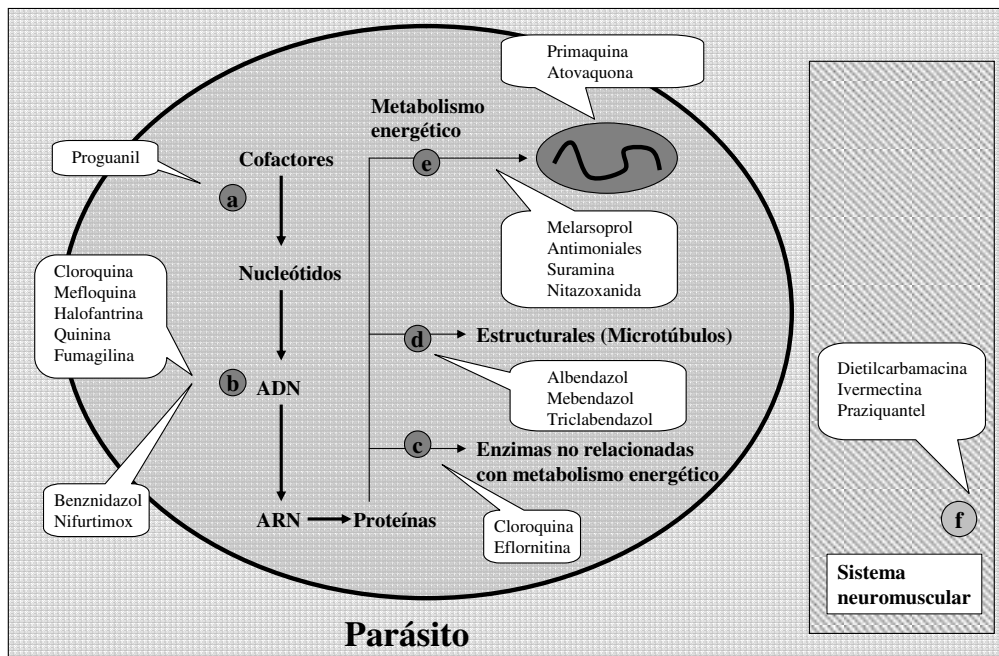 Primaquina
Atovaquona
Metabolismo
energético
Proguanil
Cofactores
e
a
Melarsoprol
Antimoniales
Suramina
Nitazoxanida
Nucleótidos
Cloroquina
Mefloquina
Halofantrina
Quinina
Fumagilina
d
Estructurales (Microtúbulos)
b
ADN
Albendazol
Mebendazol
Triclabendazol
Dietilcarbamacina
Ivermectina
Praziquantel
c
Enzimas no relacionadas
con metabolismo energético
Benznidazol
Nifurtimox
ARN
Proteínas
Cloroquina
Eflornitina
f
Sistema
neuromuscular
Parásito